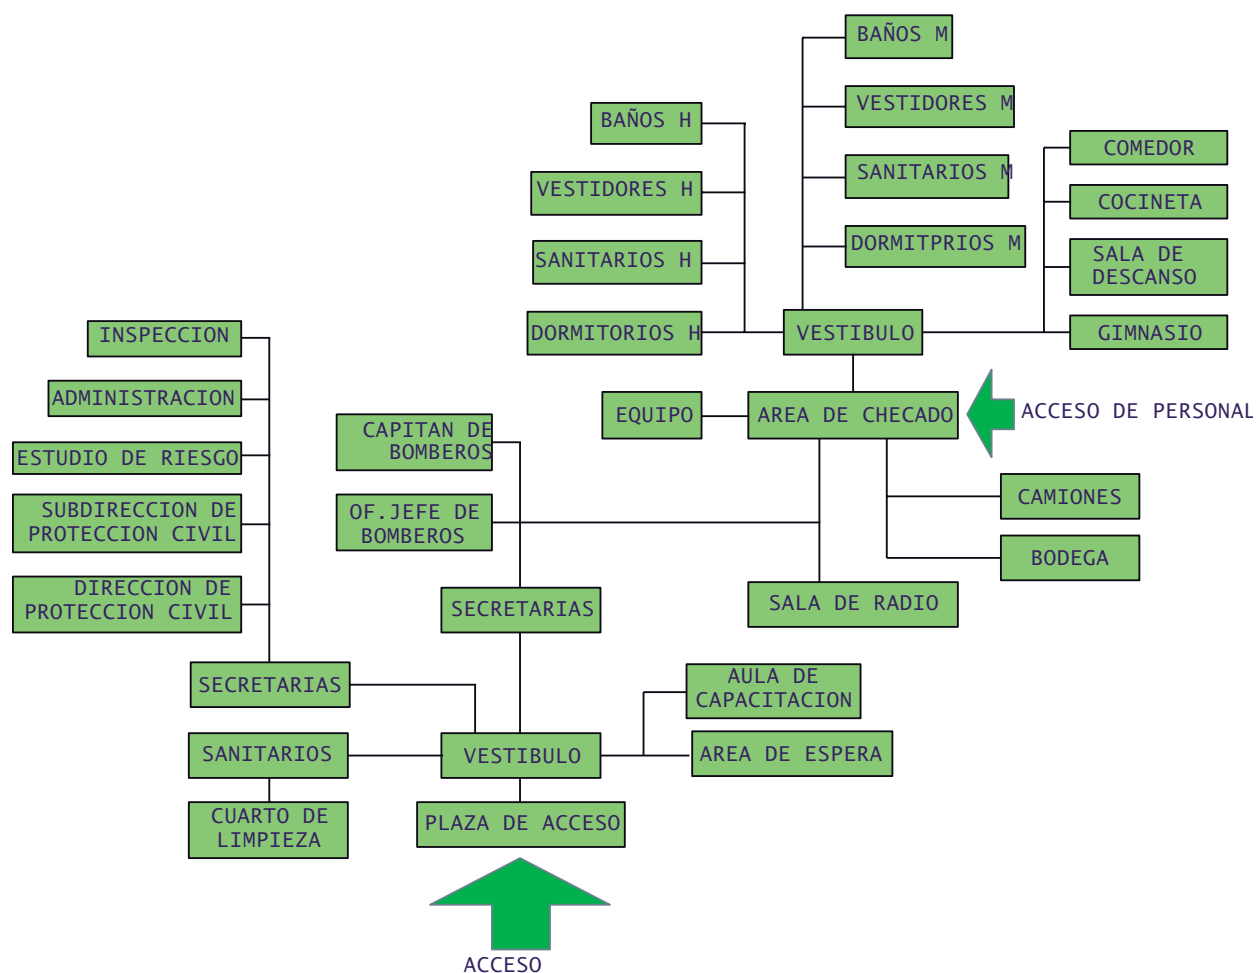 BAÑOS M
VESTIDORES M
SANITARIOS M
DORMITPRIOS M
BAÑOS H
VESTIDORES H
SANITARIOS H
DORMITORIOS H
VESTIBULO
COMEDOR
COCINETA
SALA DE
DESCANSO
GIMNASIO
EQUIPO
AREA DE CHECADO
ACCESO DE PERSONAL
CAMIONES
BODEGA
SALA DE RADIO
INSPECCION
ADMINISTRACION
ESTUDIO DE RIESGO
SUBDIRECCION DE
PROTECCION CIVIL
DIRECCION DE
PROTECCION CIVIL
SECRETARIAS
CAPITAN DE
BOMBEROS
OF.JEFE DE
BOMBEROS
SECRETARIAS
AULA DE
CAPACITACION
AREA DE ESPERA
SANITARIOS
VESTIBULO
CUARTO DE
LIMPIEZA
PLAZA DE ACCESO
ACCESO